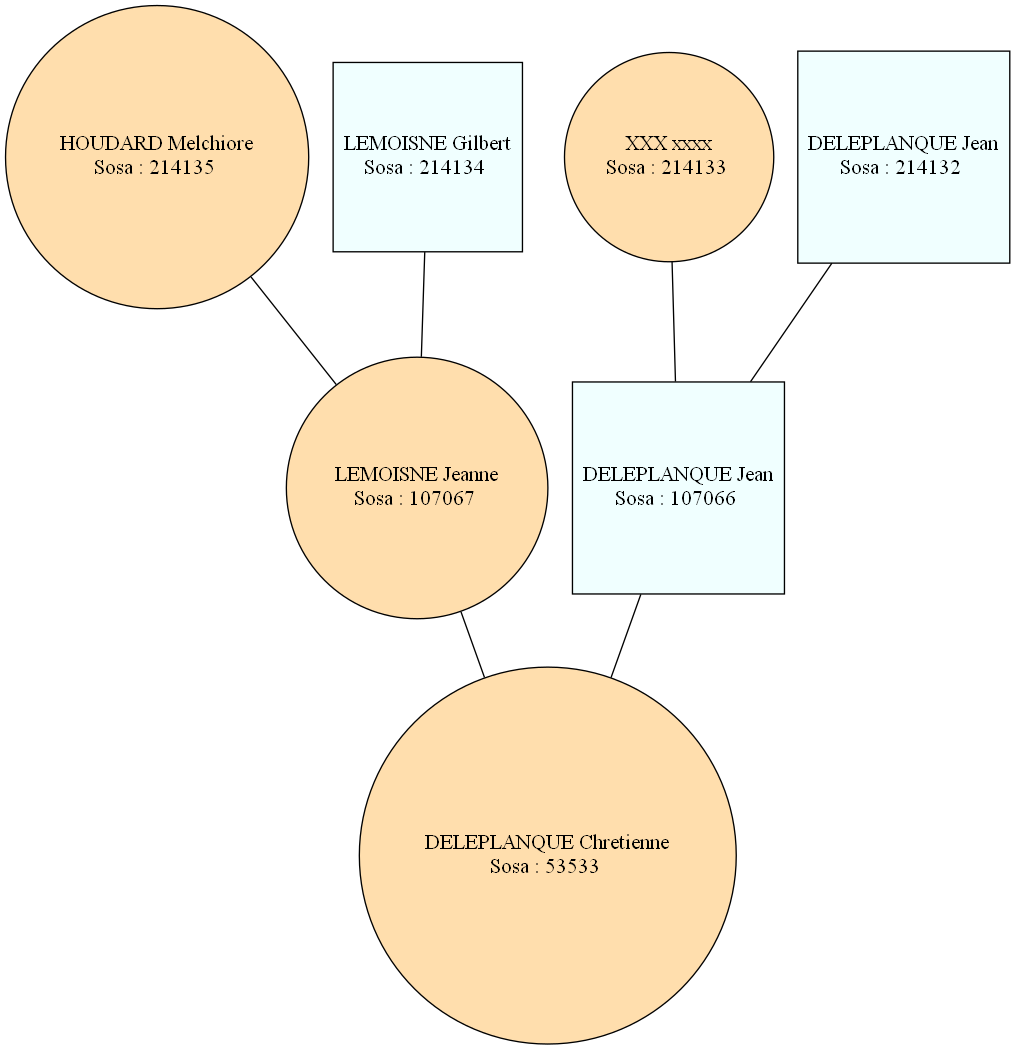 HOUDARD Melchiore
Sosa : 214135
LEMOISNE Gilbert
Sosa : 214134
XXX xxxx
Sosa : 214133
DELEPLANQUE Jean
Sosa : 214132
LEMOISNE Jeanne
Sosa : 107067
DELEPLANQUE Jean
Sosa : 107066
DELEPLANQUE Chretienne
Sosa : 53533